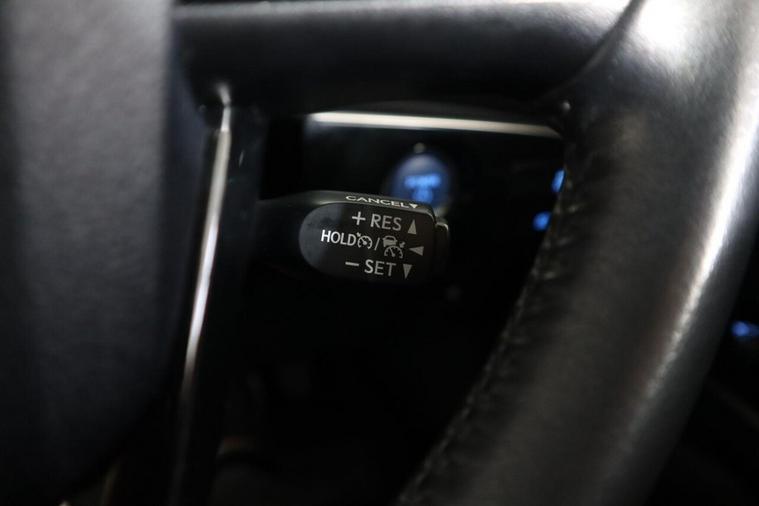 CANCEL▼
+ RES ▲
HOLD / ◀
− SET ▼